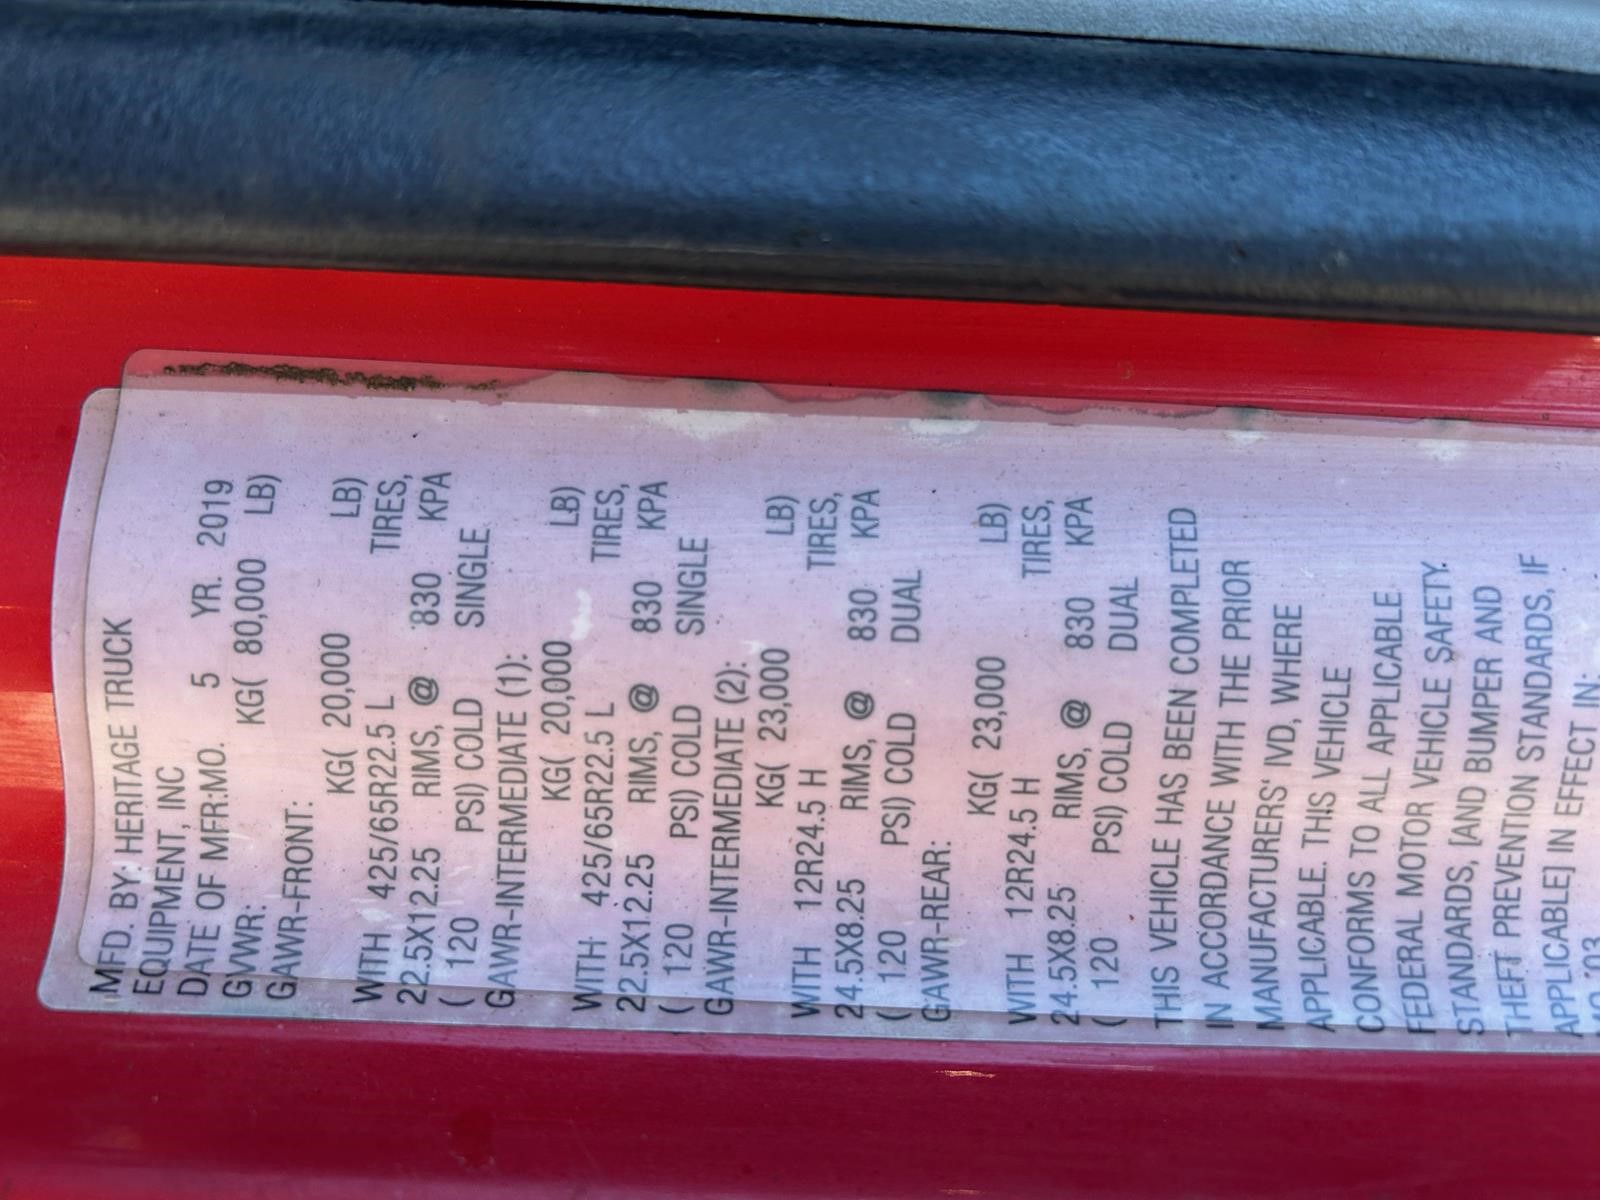 MFD. BY: HERITAGE TRUCK
EQUIPMENT, INC
DATE OF MFR:MO. 5 YR. 2019
GVWR: KG( 80,000 LB)
GAWR-FRONT:
KG( 20,000 LB)
WITH 425/65R22.5 L TIRES,
22.5X12.25 RIMS, @ 830 KPA
( 120 PSI) COLD SINGLE
GAWR-INTERMEDIATE (1):
KG( 20,000 LB)
WITH 425/65R22.5 L TIRES,
22.5X12.25 RIMS, @ 830 KPA
( 120 PSI) COLD SINGLE
GAWR-INTERMEDIATE (2):
KG( 23,000 LB)
WITH 12R24.5 H TIRES,
24.5X8.25 RIMS, @ 830 KPA
( 120 PSI) COLD DUAL
GAWR-REAR:
KG( 23,000 LB)
WITH 12R24.5 H TIRES,
24.5X8.25 RIMS, @ 830 KPA
( 120 PSI) COLD DUAL
THIS VEHICLE HAS BEEN COMPLETED
IN ACCORDANCE WITH THE PRIOR
MANUFACTURERS' IVD, WHERE
APPLICABLE. THIS VEHICLE
CONFORMS TO ALL APPLICABLE
FEDERAL MOTOR VEHICLE SAFETY.
STANDARDS, [AND BUMPER AND
THEFT PREVENTION STANDARDS, IF
APPLICABLE] IN EFFECT IN: